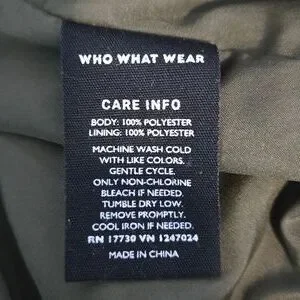 WHO WHAT WEAR
CARE INFO
BODY: 100% POLYESTER
LINING: 100% POLYESTER
MACHINE WASH COLD
WITH LIKE COLORS.
GENTLE CYCLE.
ONLY NON-CHLORINE
BLEACH IF NEEDED.
TUMBLE DRY LOW.
REMOVE PROMPTLY.
COOL IRON IF NEEDED.
RN 17730 VN 1247024
MADE IN CHINA